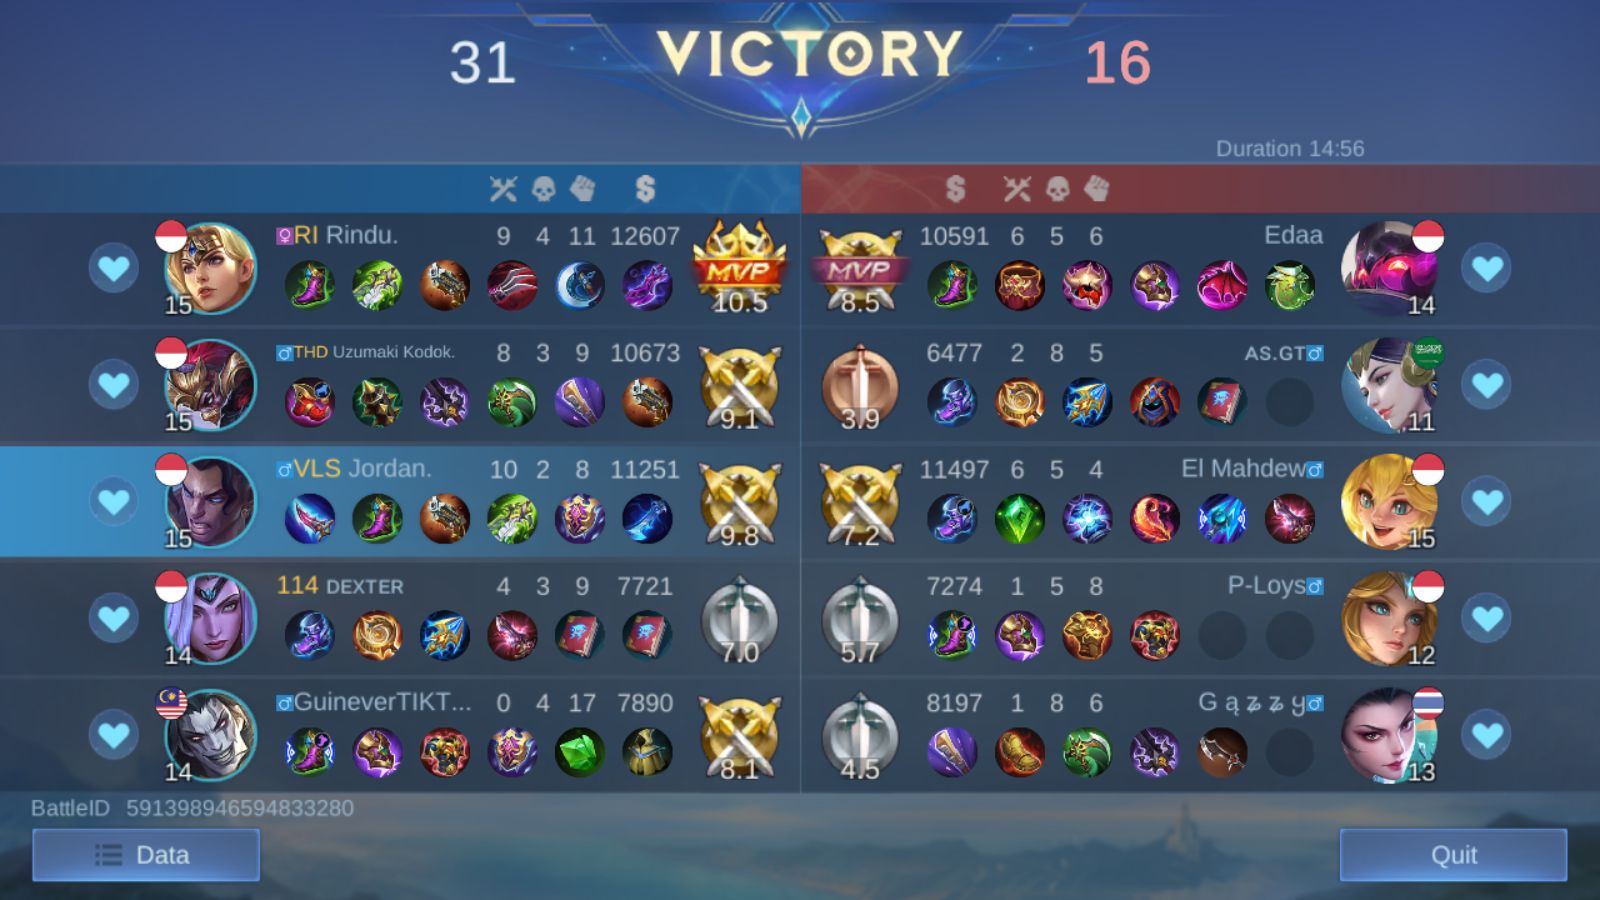 VICTORY
31
16
Duration 14:56
RI Rindu. 9 4 11 12607
MVP 10.5
15
MVP 8.5
10591 6 5 6 Edaa
14
THD Uzumaki Kodok. 8 3 9 10673
9.1
15
3.9
6477 2 8 5 AS.GT
11
VLS Jordan. 10 2 8 11251
9.8
15
7.2
11497 6 5 4 El Mahdew
15
114 DEXTER 4 3 9 7721
7.0
14
5.7
7274 1 5 8 P-Loys
12
GuineverTIKT... 0 4 17 7890
8.1
14
4.5
8197 1 8 6 G ą ʑ ʑ y
13
BattleID 591398946594833280
Data
Quit